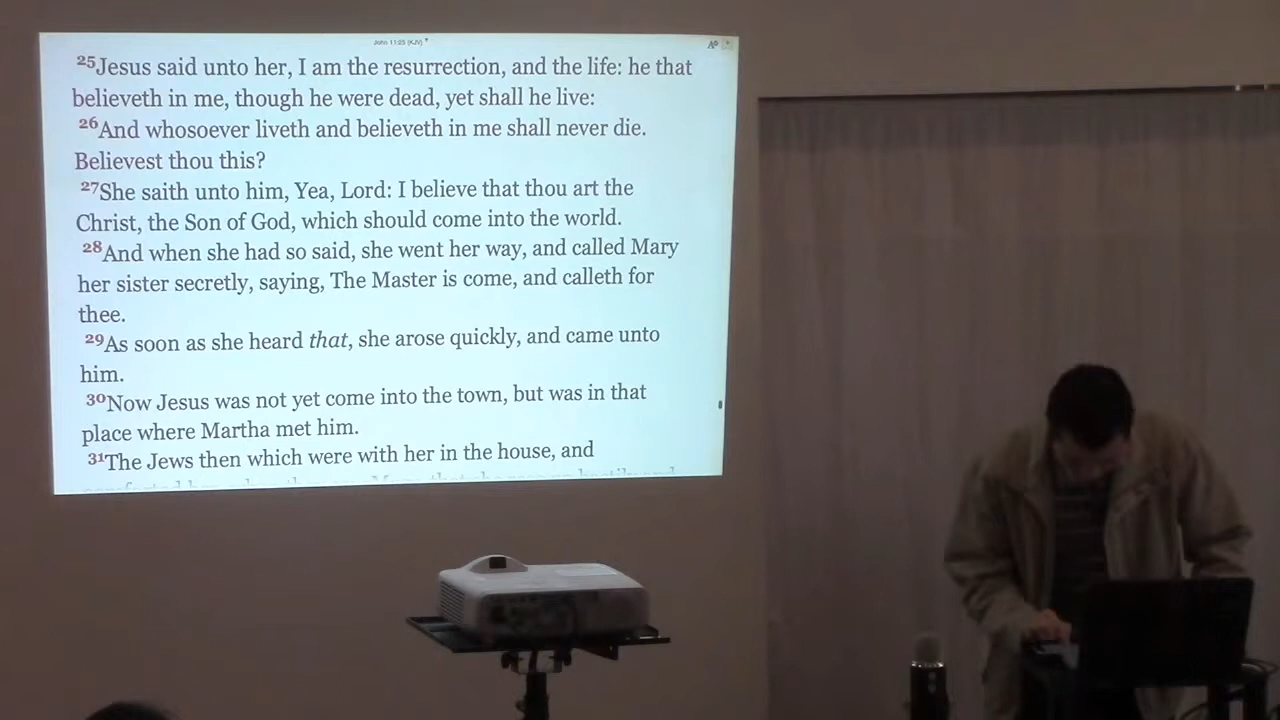 John 11:25 (KJV)
25Jesus said unto her, I am the resurrection, and the life: he that
believeth in me, though he were dead, yet shall he live:
26And whosoever liveth and believeth in me shall never die.
Believest thou this?
27She saith unto him, Yea, Lord: I believe that thou art the
Christ, the Son of God, which should come into the world.
28And when she had so said, she went her way, and called Mary
her sister secretly, saying, The Master is come, and calleth for
thee.
29As soon as she heard that, she arose quickly, and came unto
him.
30Now Jesus was not yet come into the town, but was in that
place where Martha met him.
31The Jews then which were with her in the house, and